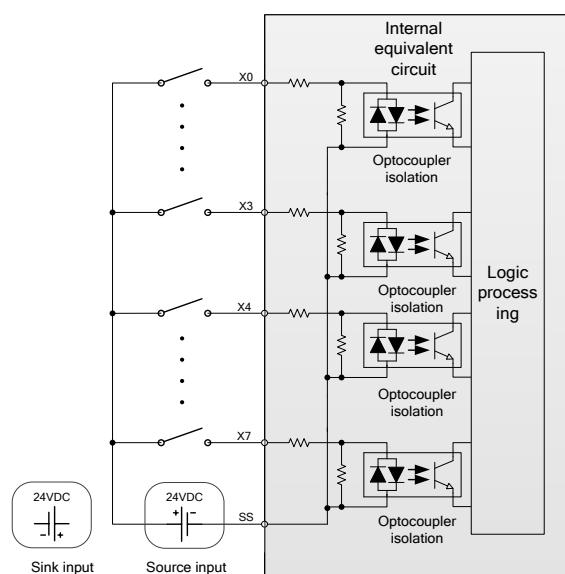 Internal
equivalent
circuit
X0
Optocoupler
isolation
X3
Optocoupler
isolation
Logic
process
ing
X4
Optocoupler
isolation
X7
Optocoupler
isolation
24VDC
- +
24VDC
+ -
SS
Sink input
Source input